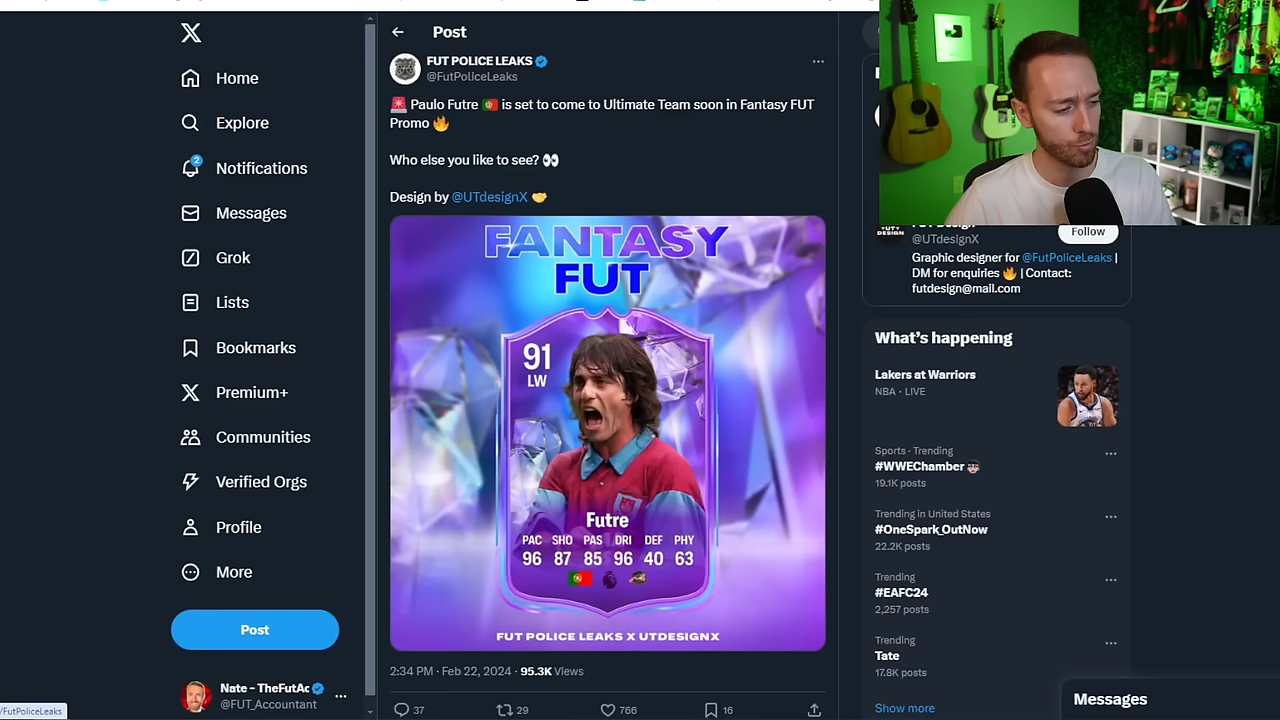 Home
Explore
2
Notifications
Messages
Grok
Lists
Bookmarks
Premium+
Communities
Verified Orgs
Profile
More
Post
Nate - TheFutAc
@FUT_Accountant
/FutPoliceLeaks
Post
FUT POLICE LEAKS
@FutPoliceLeaks
🚨 Paulo Futre 🇵🇹 is set to come to Ultimate Team soon in Fantasy FUT
Promo 🔥
Who else you like to see? 👀
Design by @UTdesignX 🤝
FANTASY
FUT
91
LW
Futre
PAC SHO PAS DRI DEF PHY
96 87 85 96 40 63
FUT POLICE LEAKS X UTDESIGNX
2:34 PM · Feb 22, 2024 · 95.3K Views
37
29
766
16
@UTdesignX
Follow
Graphic designer for @FutPoliceLeaks |
DM for enquiries 🔥 | Contact:
futdesign@mail.com
What's happening
Lakers at Warriors
NBA · LIVE
Sports · Trending
#WWEChamber
19.1K posts
Trending in United States
#OneSpark_OutNow
22.2K posts
Trending
#EAFC24
2,257 posts
Trending
Tate
17.8K posts
Show more
Messages